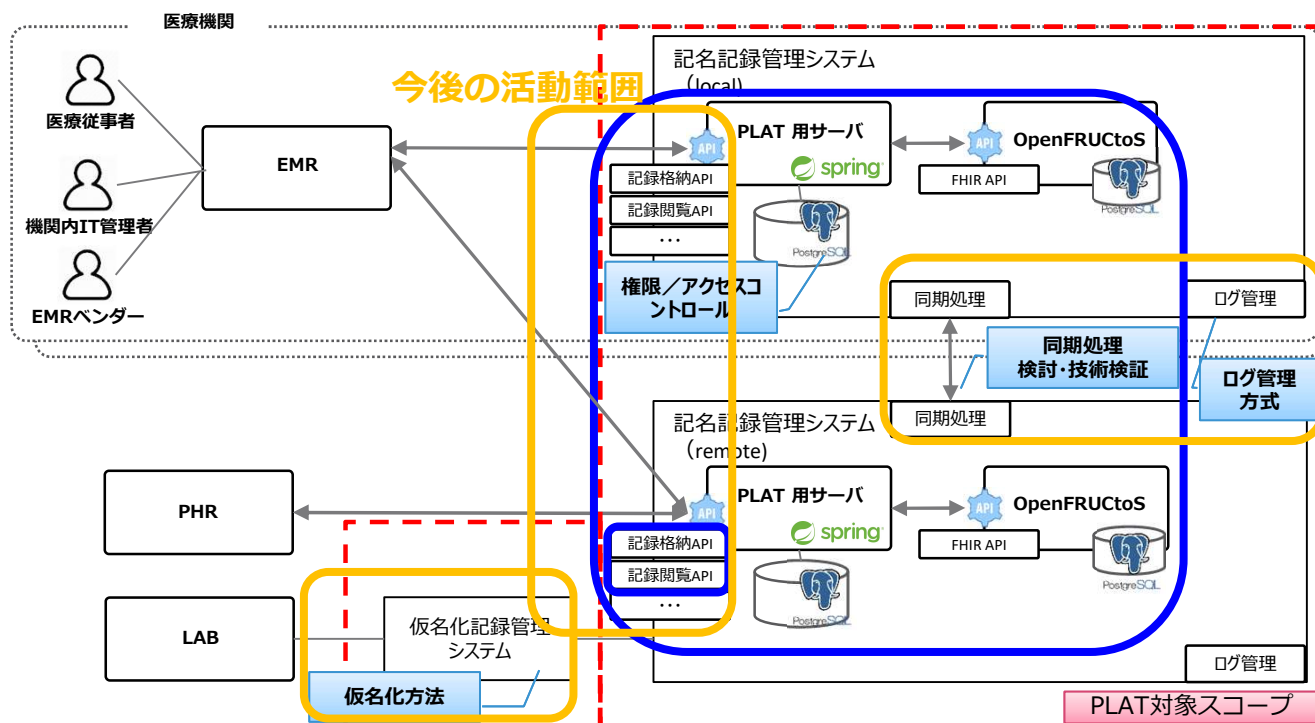 医療機関
医療従事者
機関内IT管理者
EMRベンダー
EMR
今後の活動範囲
記名記録管理システム
（local）
API
PLAT 用サーバ
spring
記録格納API
記録閲覧API
…
PostgreSQL
API
OpenFRUCtoS
FHIR API
PostgreSQL
権限／アクセスコ
ントロール
同期処理
ログ管理
同期処理
検討・技術検証
ログ管理
方式
同期処理
記名記録管理システム
（remote）
API
PLAT 用サーバ
spring
記録格納API
記録閲覧API
…
PostgreSQL
API
OpenFRUCtoS
FHIR API
PostgreSQL
PHR
LAB
仮名化記録管理
システム
仮名化方法
ログ管理
PLAT対象スコープ